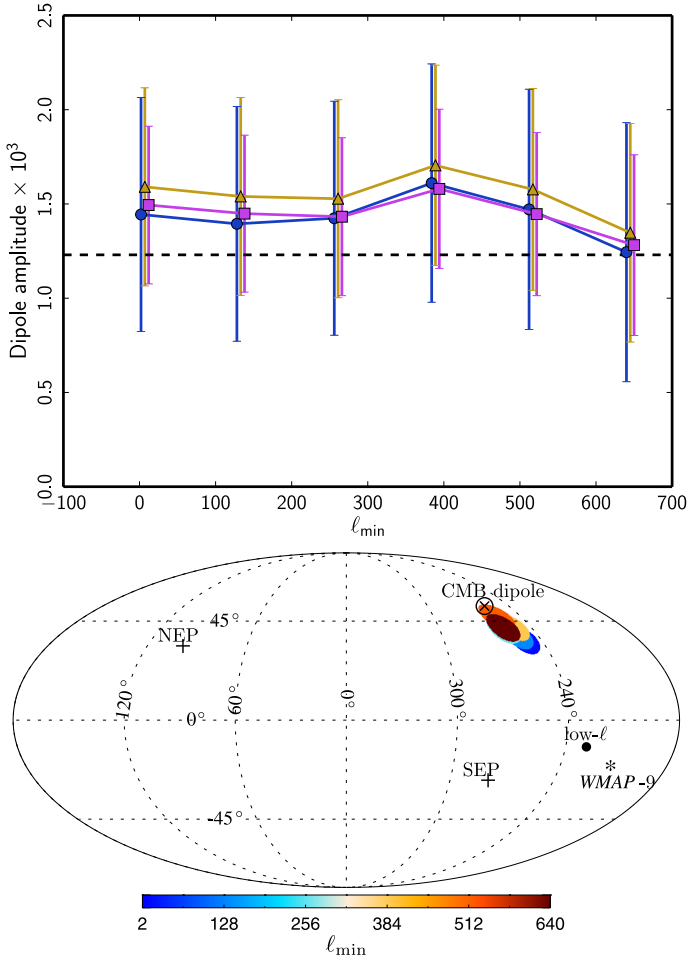 2.5
2.0
1.5
1.0
0.5
0.0
Dipole amplitude × 10³
−100 0 100 200 300 400 500 600 700
ℓmin
CMB dipole
45°
NEP
120° 60° 0° 300° 240°
0°
low-ℓ
SEP
*
WMAP-9
-45°
2 128 256 384 512 640
ℓmin